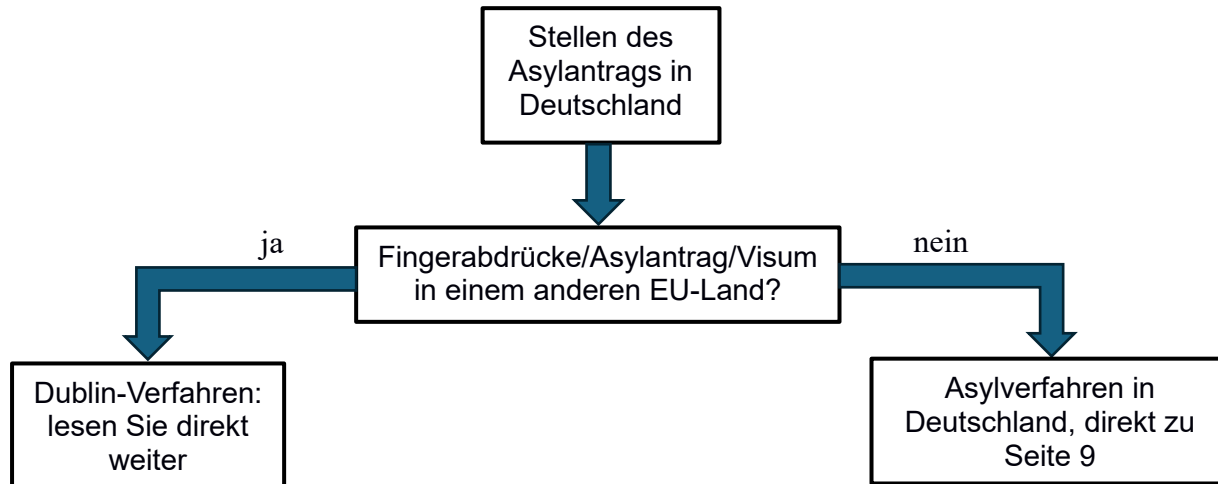 Stellen des
Asylantrags in
Deutschland
ja
nein
Fingerabdrücke/Asylantrag/Visum
in einem anderen EU-Land?
Dublin-Verfahren:
lesen Sie direkt
weiter
Asylverfahren in
Deutschland, direkt zu
Seite 9